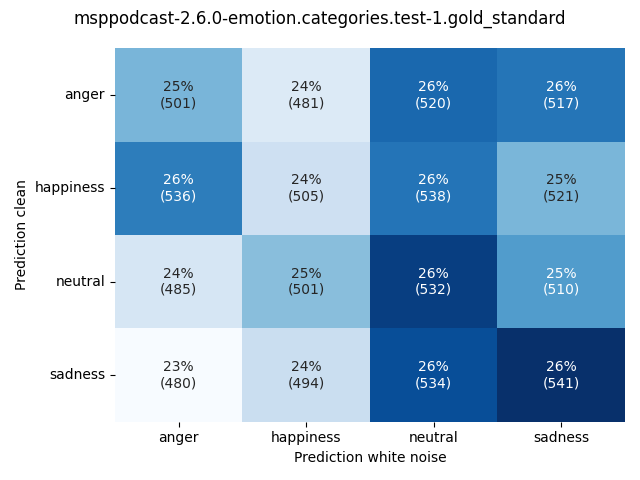 msppodcast-2.6.0-emotion.categories.test-1.gold_standard
Prediction clean
anger
25%
(501)
24%
(481)
26%
(520)
26%
(517)
happiness
26%
(536)
24%
(505)
26%
(538)
25%
(521)
neutral
24%
(485)
25%
(501)
26%
(532)
25%
(510)
sadness
23%
(480)
24%
(494)
26%
(534)
26%
(541)
anger
happiness
neutral
sadness
Prediction white noise